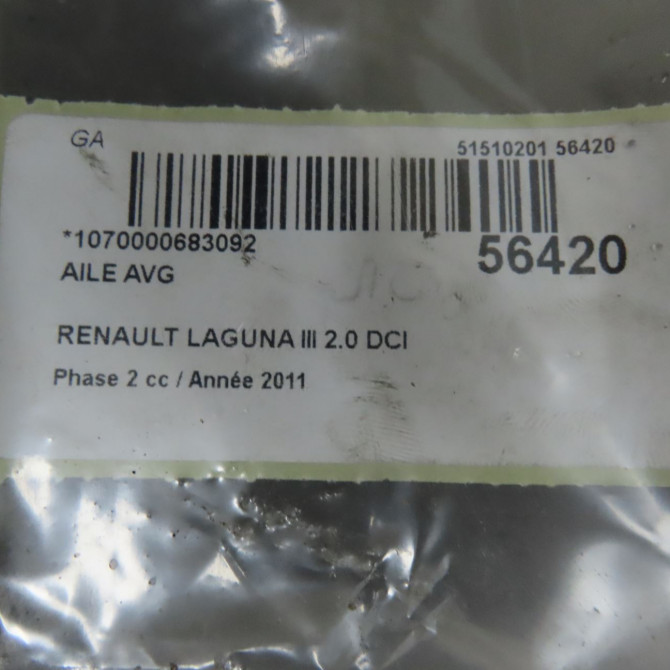 GA
51510201 56420
*1070000683092
56420
AILE AVG
RENAULT LAGUNA III 2.0 DCI
Phase 2 cc / Année 2011